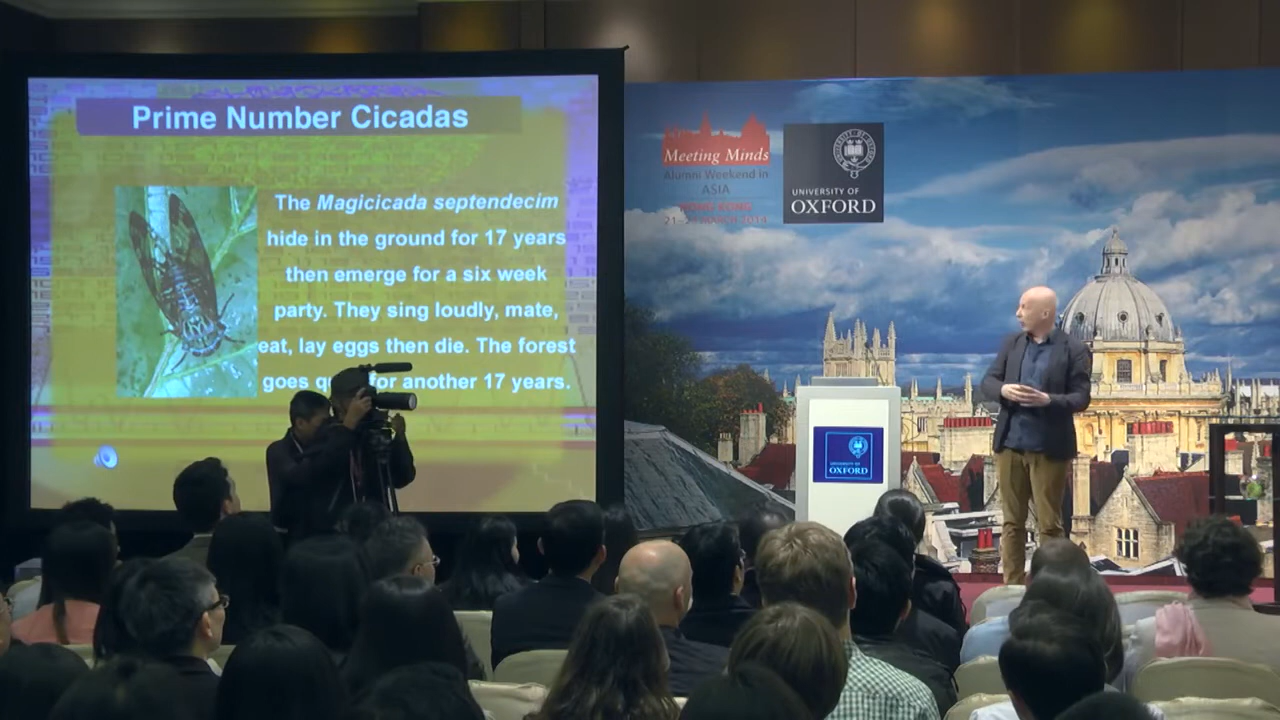 Prime Number Cicadas
The Magicicada septendecim
hide in the ground for 17 years
then emerge for a six week
party. They sing loudly, mate,
eat, lay eggs then die. The forest
goes for another 17 years.
Meeting Minds
Alumni Weekend in
ASIA
HONG KONG
UNIVERSITY OF
OXFORD
UNIVERSITY OF
OXFORD